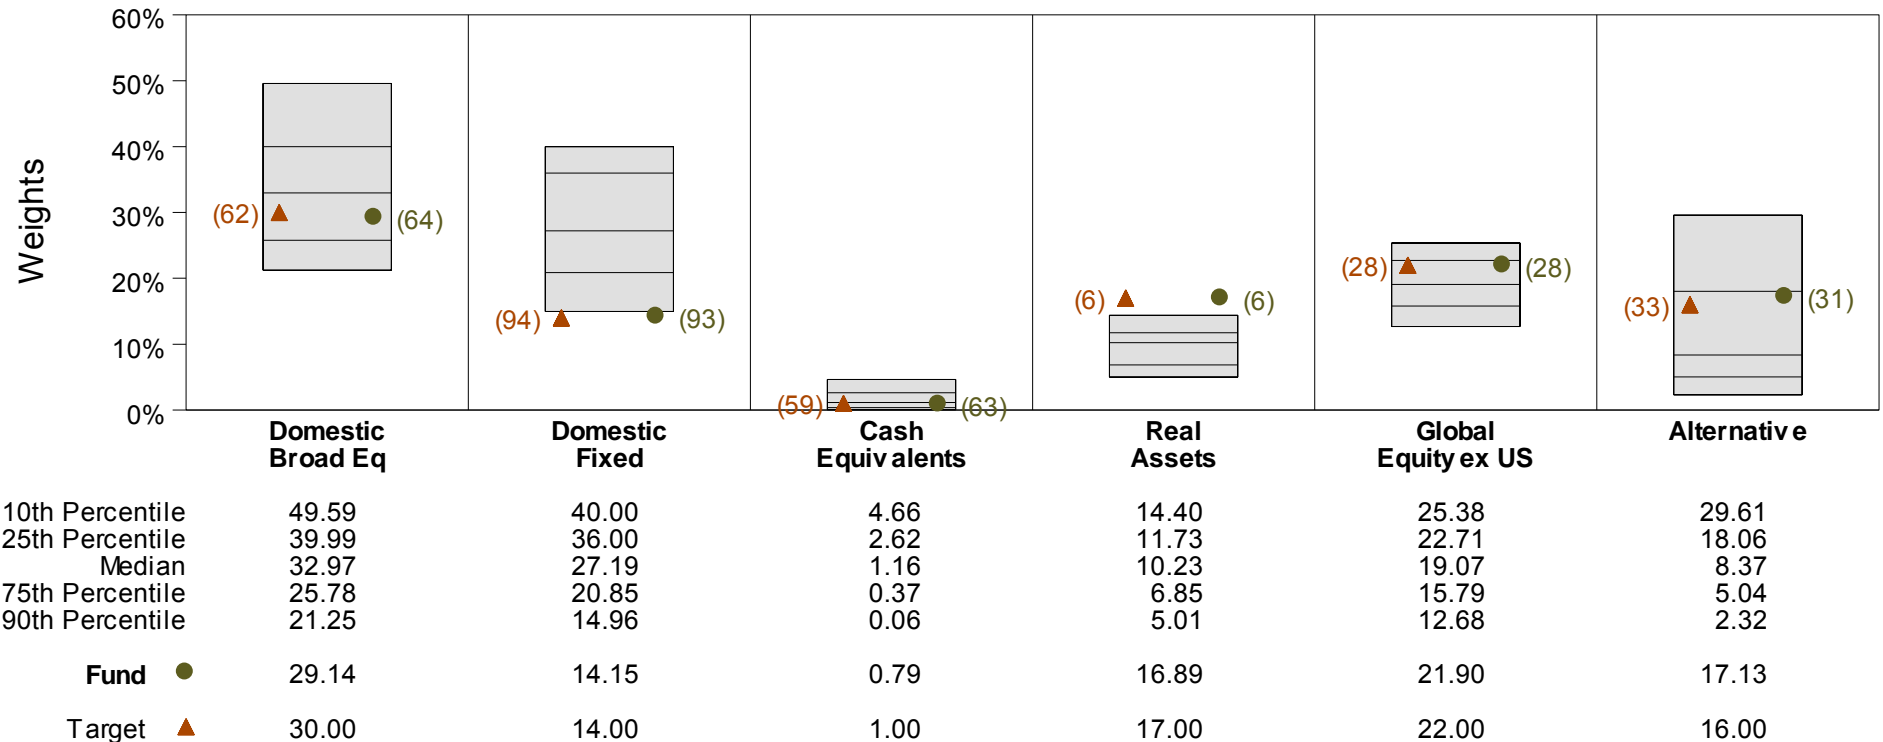 60%
50%
40%
30%
20%
10%
0%
Weights
(62) (64)
(94) (93)
(59) (63)
(6) (6)
(28) (28)
(33) (31)
Domestic Broad Eq
Domestic Fixed
Cash Equivalents
Real Assets
Global Equity ex US
Alternative
10th Percentile 49.59 40.00 4.66 14.40 25.38 29.61
25th Percentile 39.99 36.00 2.62 11.73 22.71 18.06
Median 32.97 27.19 1.16 10.23 19.07 8.37
75th Percentile 25.78 20.85 0.37 6.85 15.79 5.04
90th Percentile 21.25 14.96 0.06 5.01 12.68 2.32
Fund 29.14 14.15 0.79 16.89 21.90 17.13
Target 30.00 14.00 1.00 17.00 22.00 16.00